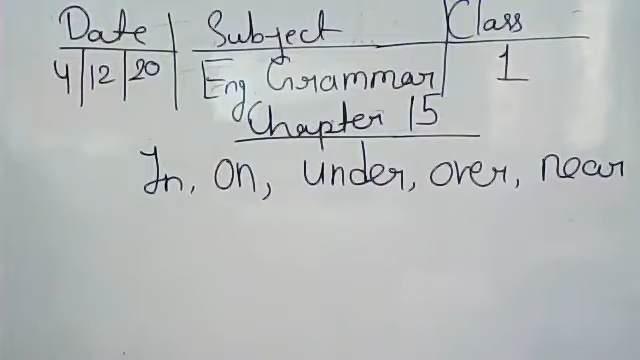 Date Subject Class
4 12 20 Eng Grammar 1
Chapter 15
In, on, under, over, near